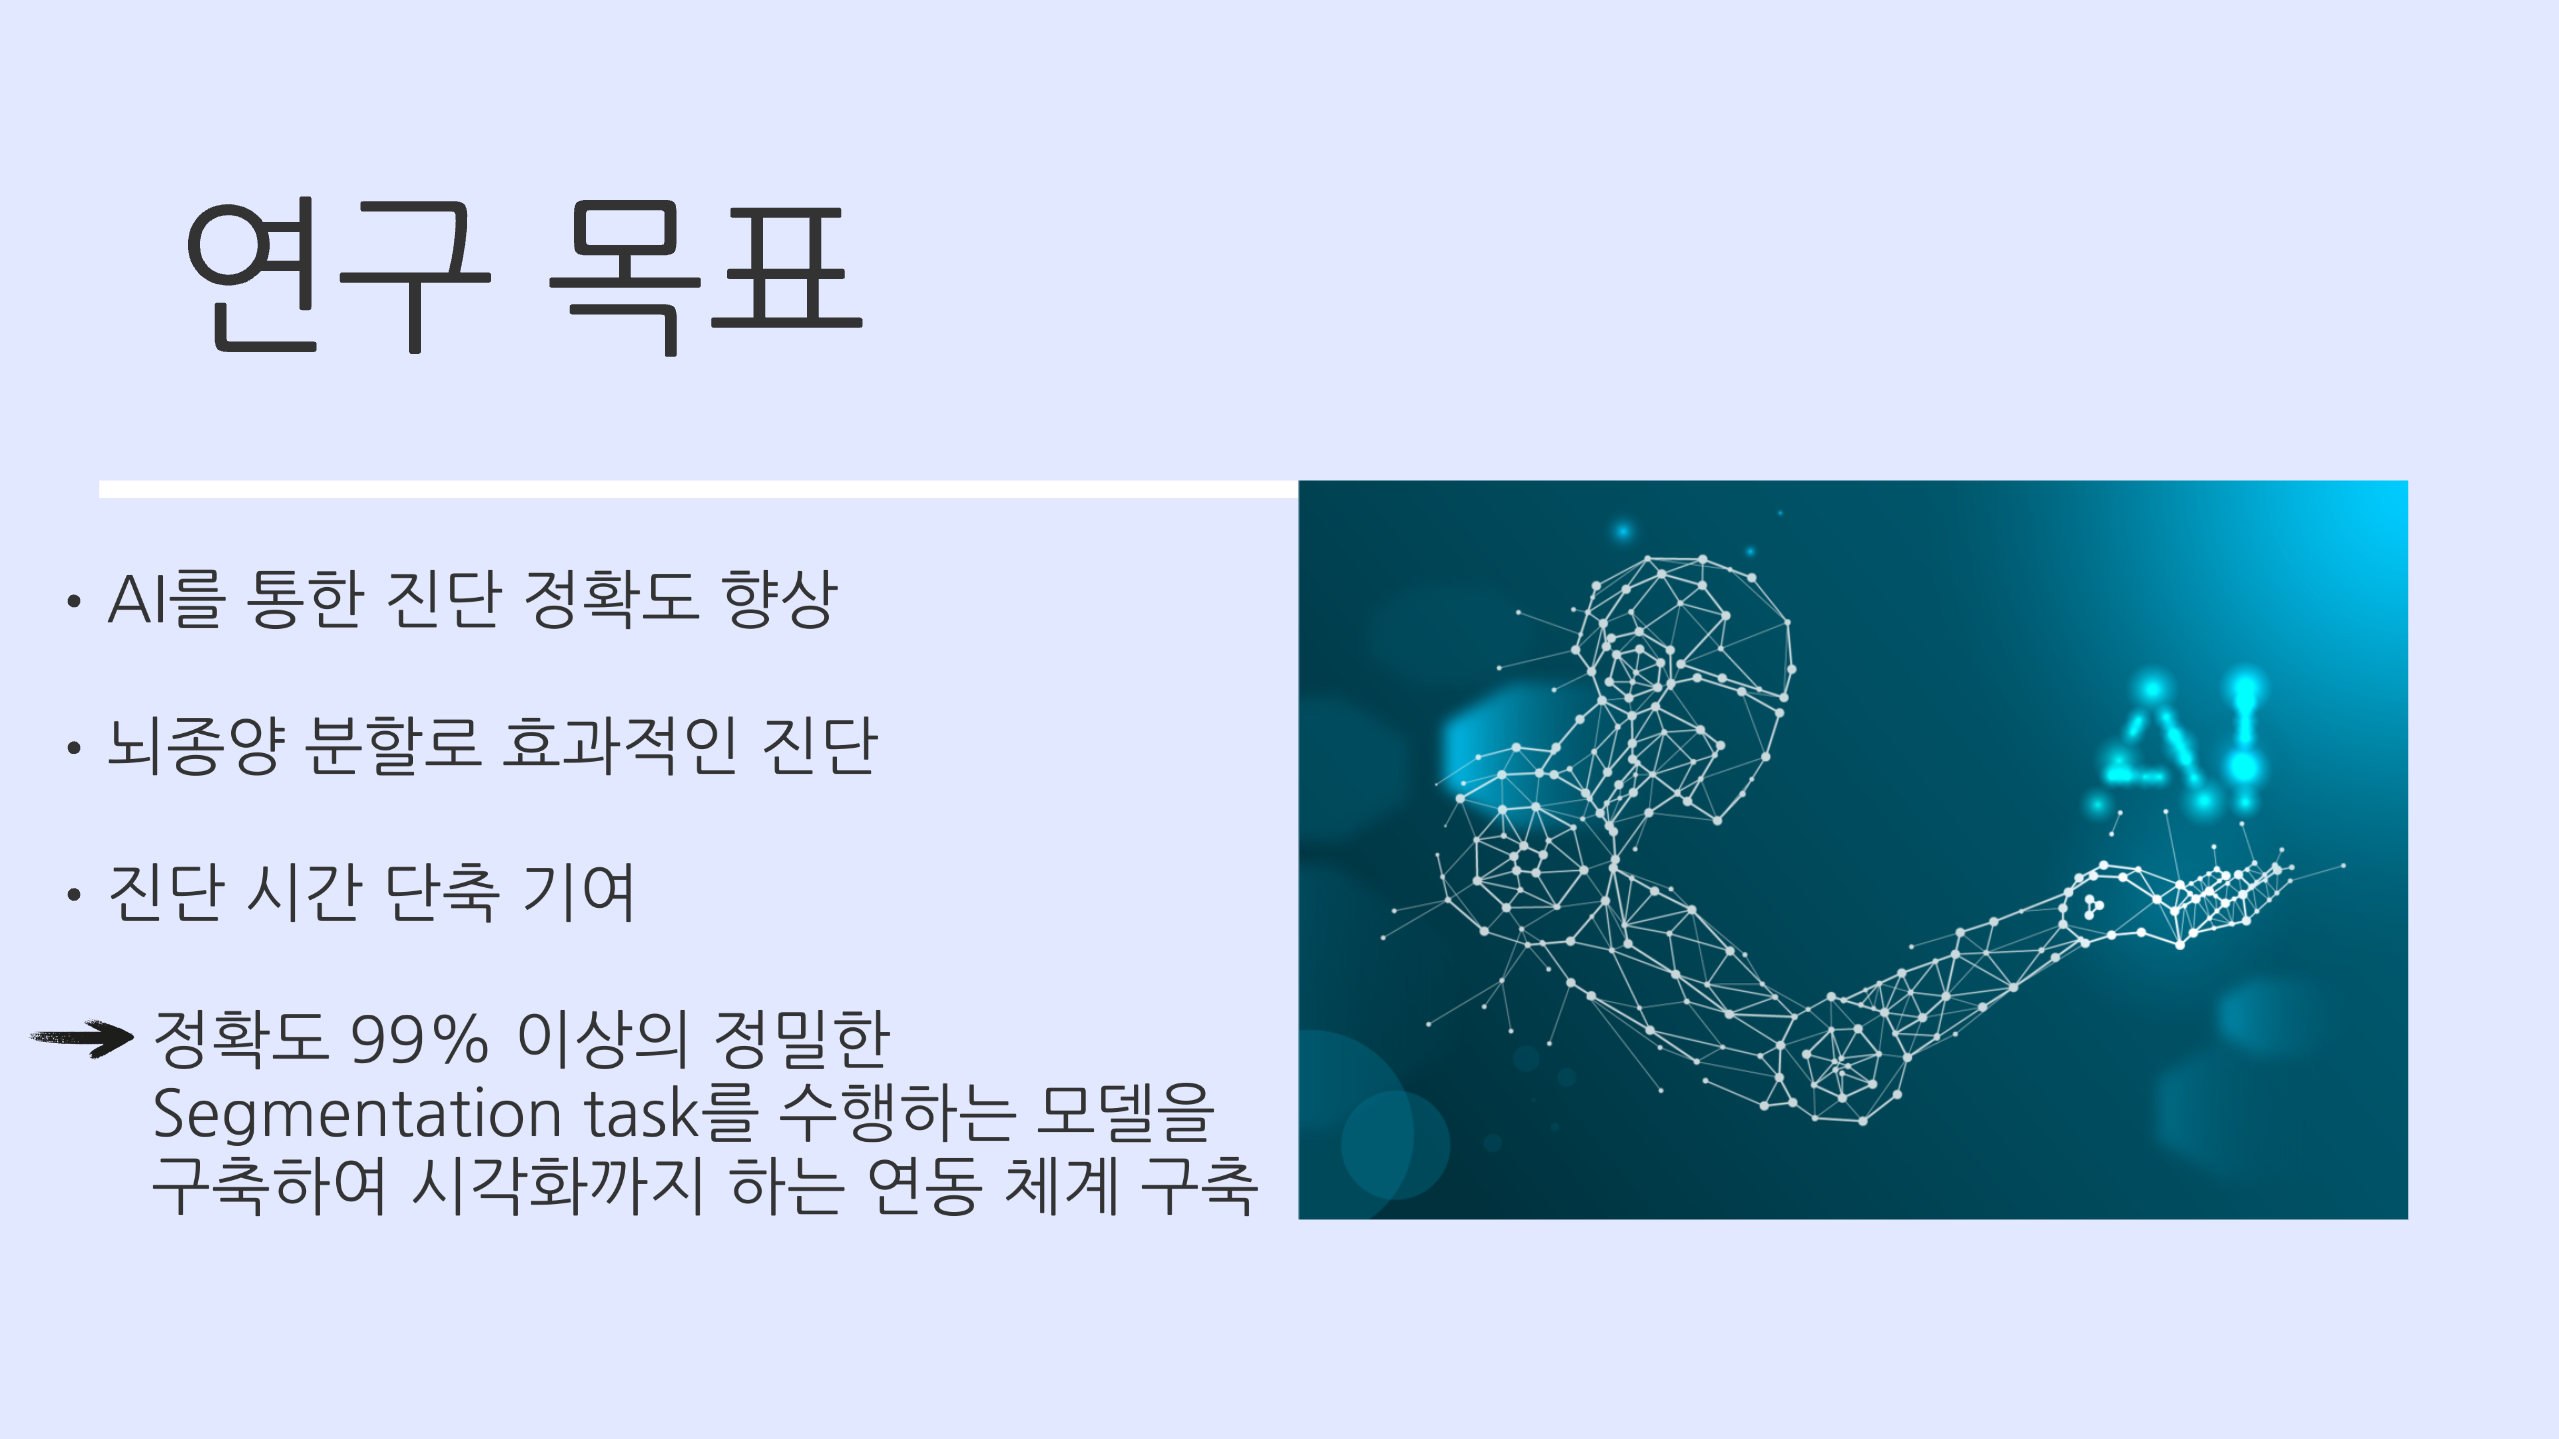 연구 목표
• AI를 통한 진단 정확도 향상
• 뇌종양 분할로 효과적인 진단
• 진단 시간 단축 기여
정확도 99% 이상의 정밀한
Segmentation task를 수행하는 모델을
구축하여 시각화까지 하는 연동 체계 구축
AI